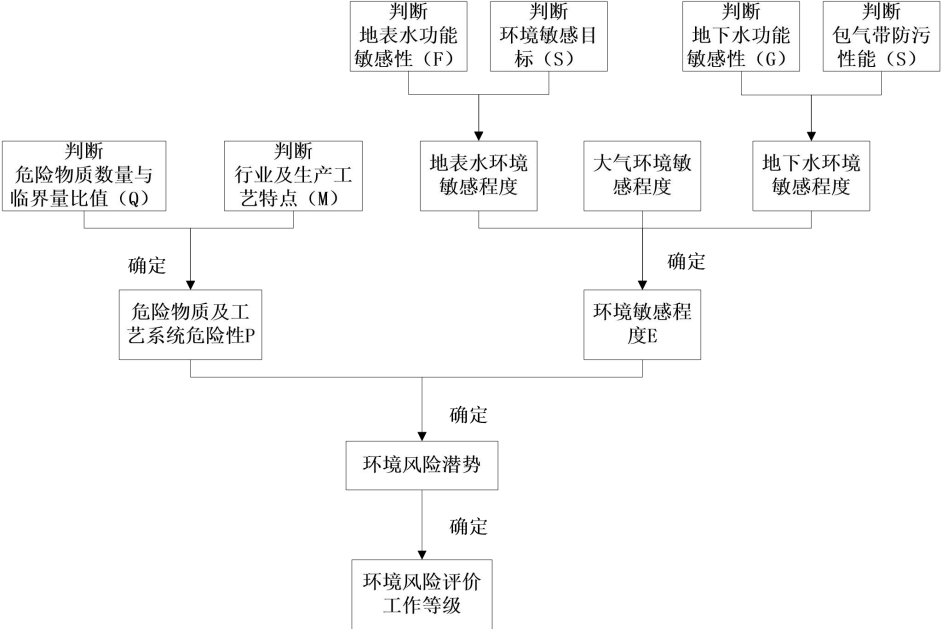 判断
地表水功能
敏感性（F）
判断
环境敏感目
标（S）
判断
地下水功能
敏感性（G）
判断
包气带防污
性能（S）
判断
危险物质数量与
临界量比值（Q）
判断
行业及生产工
艺特点（M）
地表水环境
敏感程度
大气环境敏
感程度
地下水环境
敏感程度
确定
确定
危险物质及工
艺系统危险性P
环境敏感程
度E
确定
环境风险潜势
确定
环境风险评价
工作等级